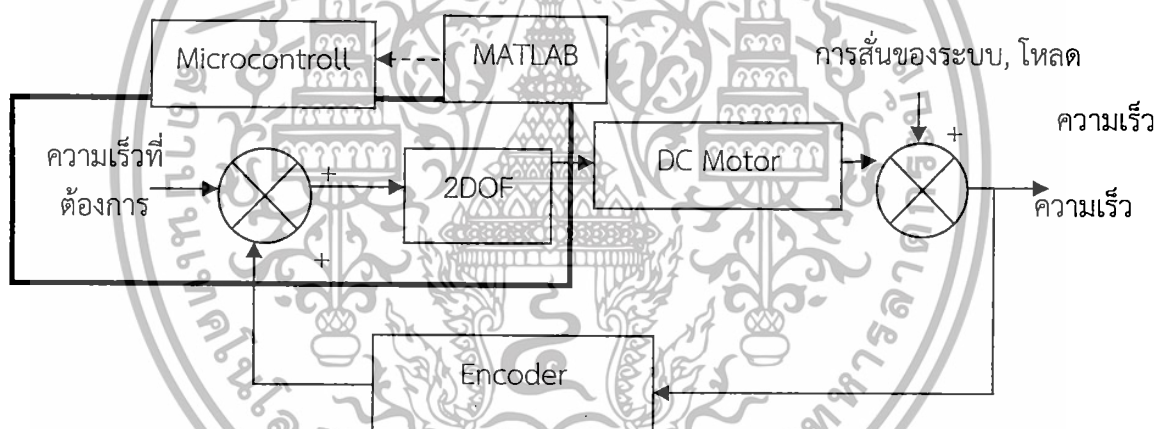 Microcontroll
MATLAB
การสั่นของระบบ, โหลด
ความเร็วที่
ต้องการ
+
2DOF
+
DC Motor
+
ความเร็ว
ความเร็ว
Encoder